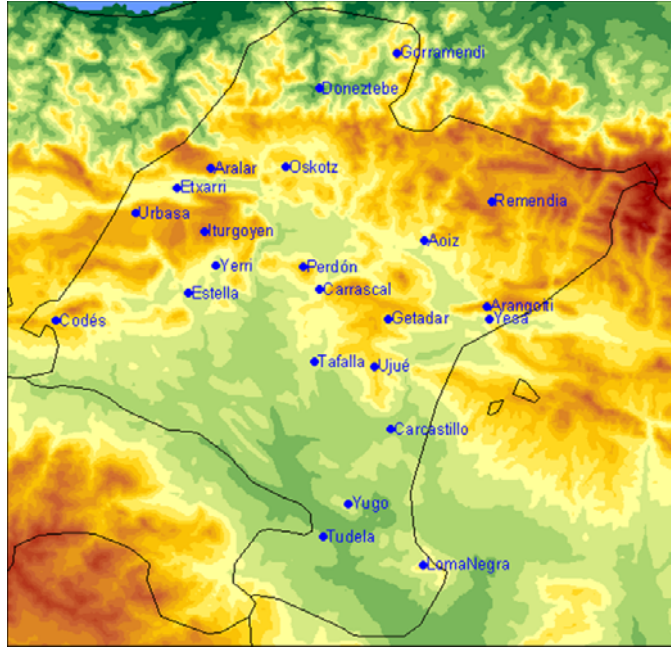 Gorramendi
Doneztebe
Aralar
Oskotz
Etxarri
Remendia
Urbasa
Iturgoyen
Aoiz
Yerri
Perdón
Carrascal
Estella
Arangotti
Codés
Getadar
Yesa
Tafalla
Ujué
Carcastillo
Yugo
Tudela
LomaNegra